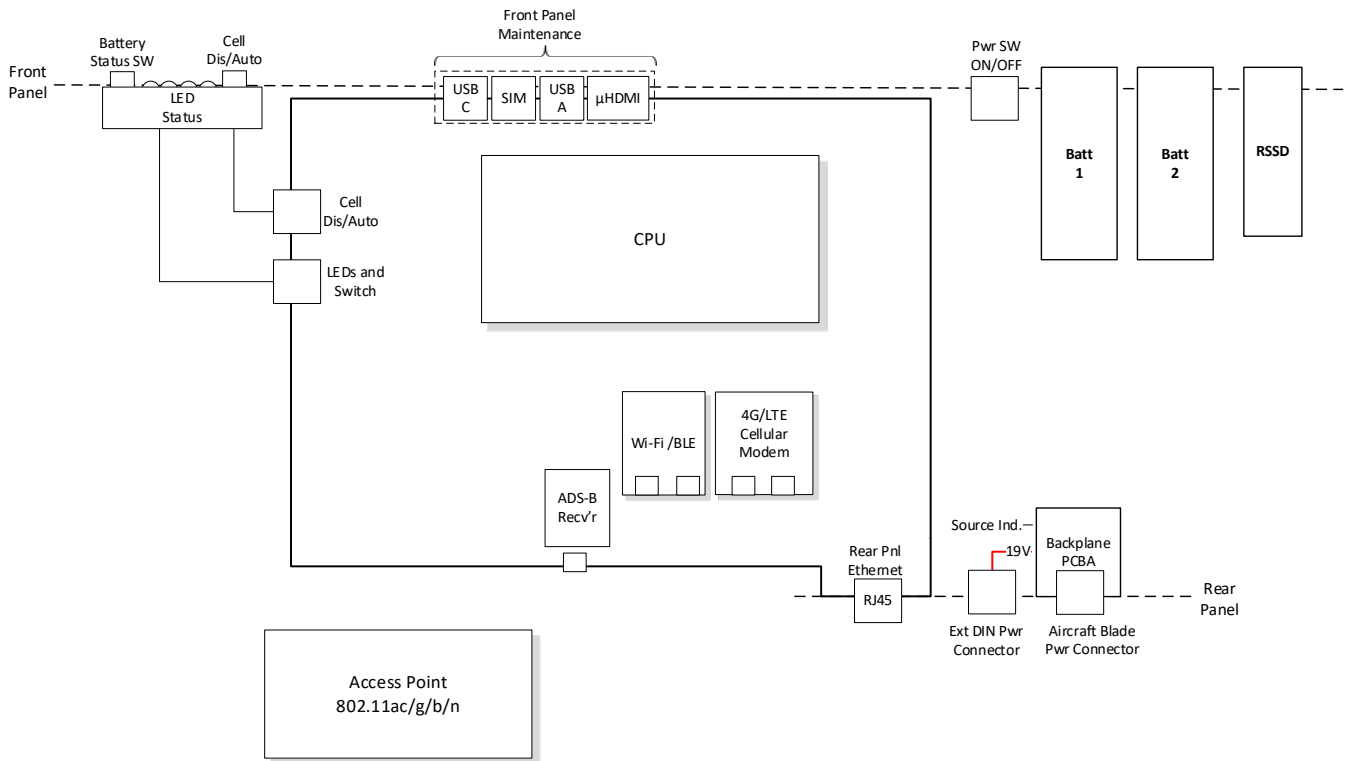 Front Panel
Maintenance
Battery
Status SW
Cell
Dis/Auto
Pwr SW
ON/OFF
Front
Panel
USB
C
SIM
USB
A
µHDMI
LED
Status
Batt
1
Batt
2
RSSD
Cell
Dis/Auto
CPU
LEDs and
Switch
Wi-Fi /BLE
4G/LTE
Cellular
Modem
ADS-B
Recv'r
Source Ind.
19V
Backplane
PCBA
Rear Pnl
Ethernet
RJ45
Rear
Panel
Ext DIN Pwr
Connector
Aircraft Blade
Pwr Connector
Access Point
802.11ac/g/b/n